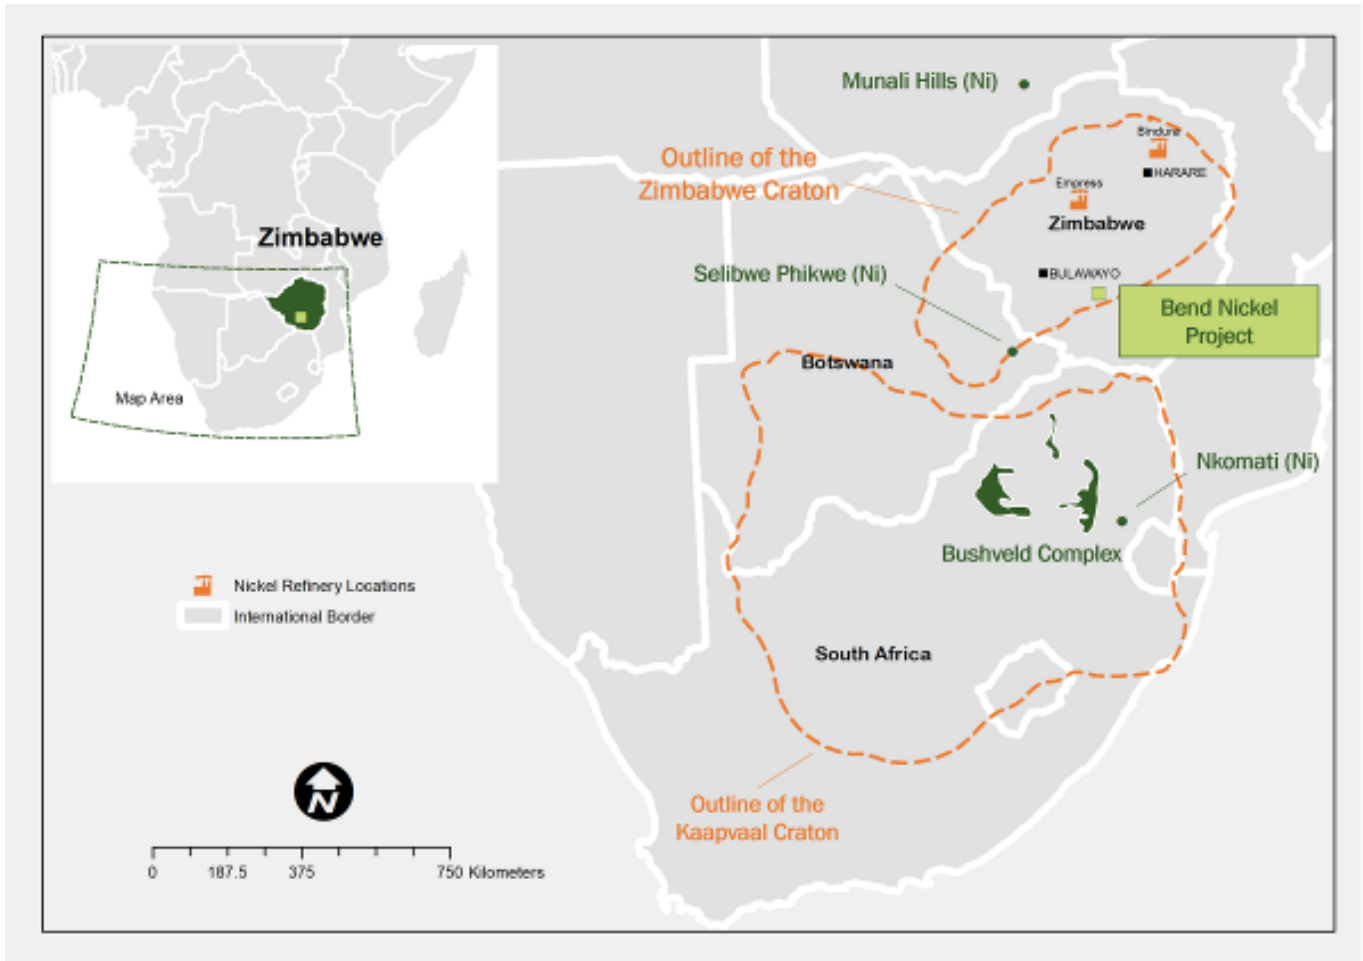 Munali Hills (Ni)
Outline of the
Zimbabwe Craton
Bindura
HARARE
Empress
Zimbabwe
Zimbabwe
Selibwe Phikwe (Ni)
BULAWAYO
Bend Nickel
Project
Botswana
Map Area
Nkomati (Ni)
Bushveld Complex
Nickel Refinery Locations
International Border
South Africa
N
Outline of the
Kaapvaal Craton
0 187.5 375 750 Kilometers